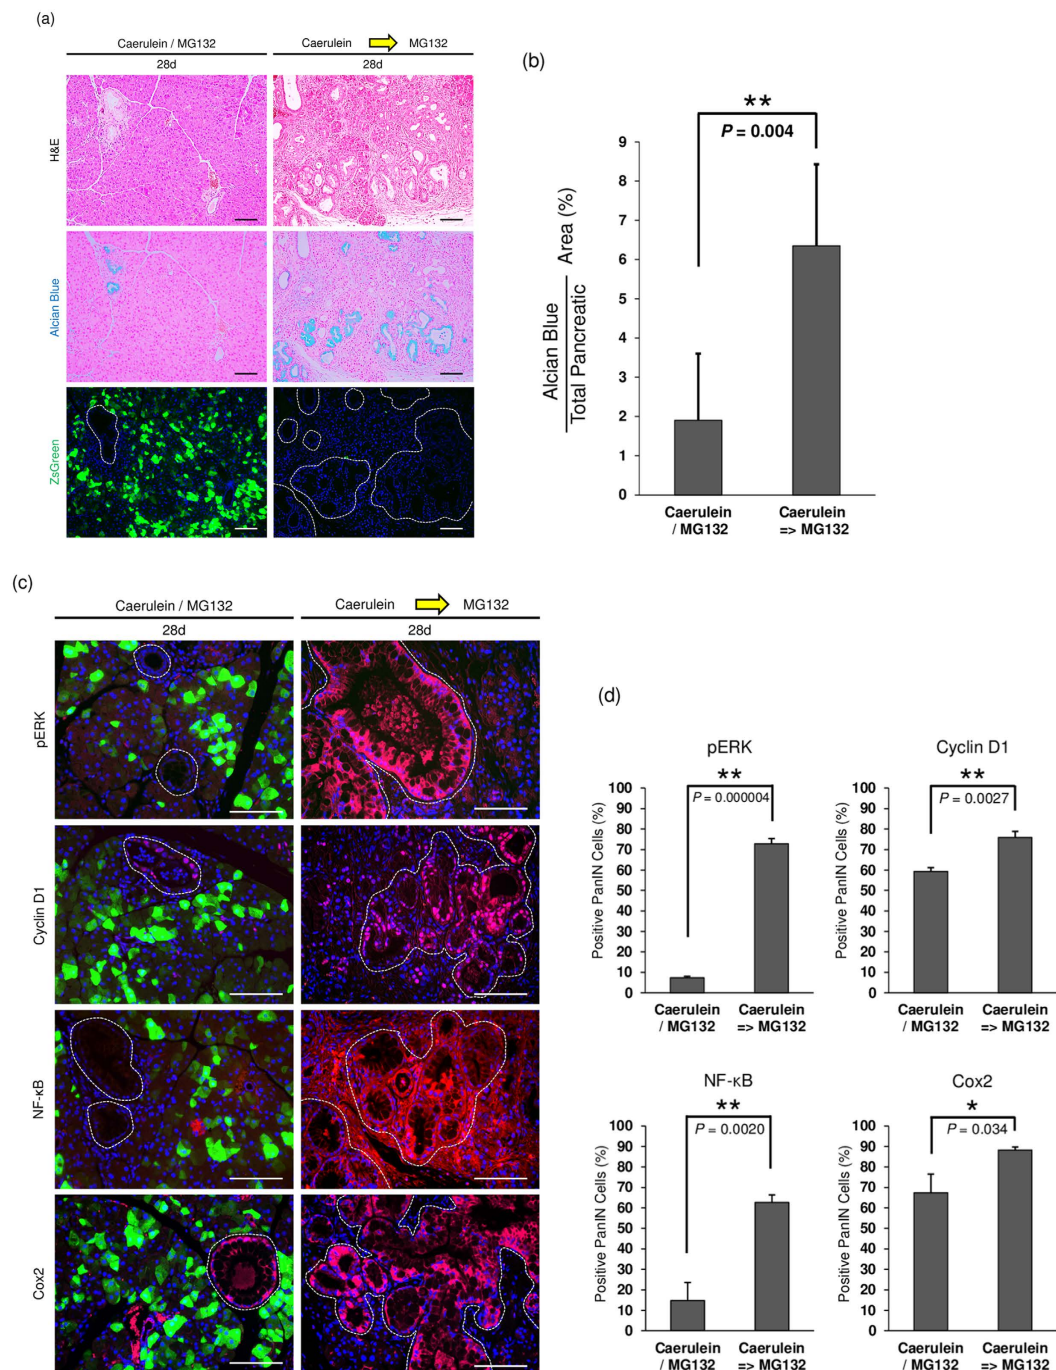 (a)
Caerulein / MG132
Caerulein MG132
28d
28d
H&E
Alcian Blue
ZsGreen
(b)
**
P = 0.004
Alcian Blue
Total Pancreatic
Area (%)
9
8
7
6
5
4
3
2
1
0
Caerulein
/ MG132
Caerulein
=> MG132
(c)
Caerulein / MG132
Caerulein MG132
28d
28d
pERK
Cyclin D1
NF-κB
Cox2
(d)
pERK
**
P = 0.000004
Positive PanIN Cells (%)
100
90
80
70
60
50
40
30
20
10
0
Caerulein
/ MG132
Caerulein
=> MG132
Cyclin D1
**
P = 0.0027
Positive PanIN Cells (%)
100
90
80
70
60
50
40
30
20
10
0
Caerulein
/ MG132
Caerulein
=> MG132
NF-κB
**
P = 0.0020
Positive PanIN Cells (%)
100
90
80
70
60
50
40
30
20
10
0
Caerulein
/ MG132
Caerulein
=> MG132
Cox2
*
P = 0.034
Positive PanIN Cells (%)
100
90
80
70
60
50
40
30
20
10
0
Caerulein
/ MG132
Caerulein
=> MG132